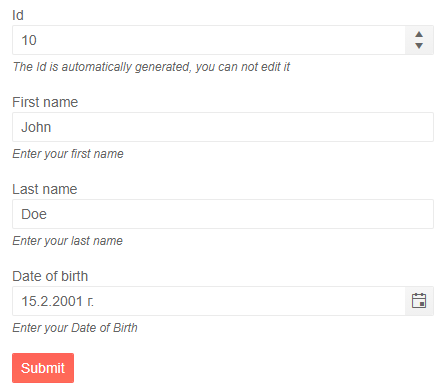 Id
10
The Id is automatically generated, you can not edit it
First name
John
Enter your first name
Last name
Doe
Enter your last name
Date of birth
15.2.2001 г.
Enter your Date of Birth
Submit